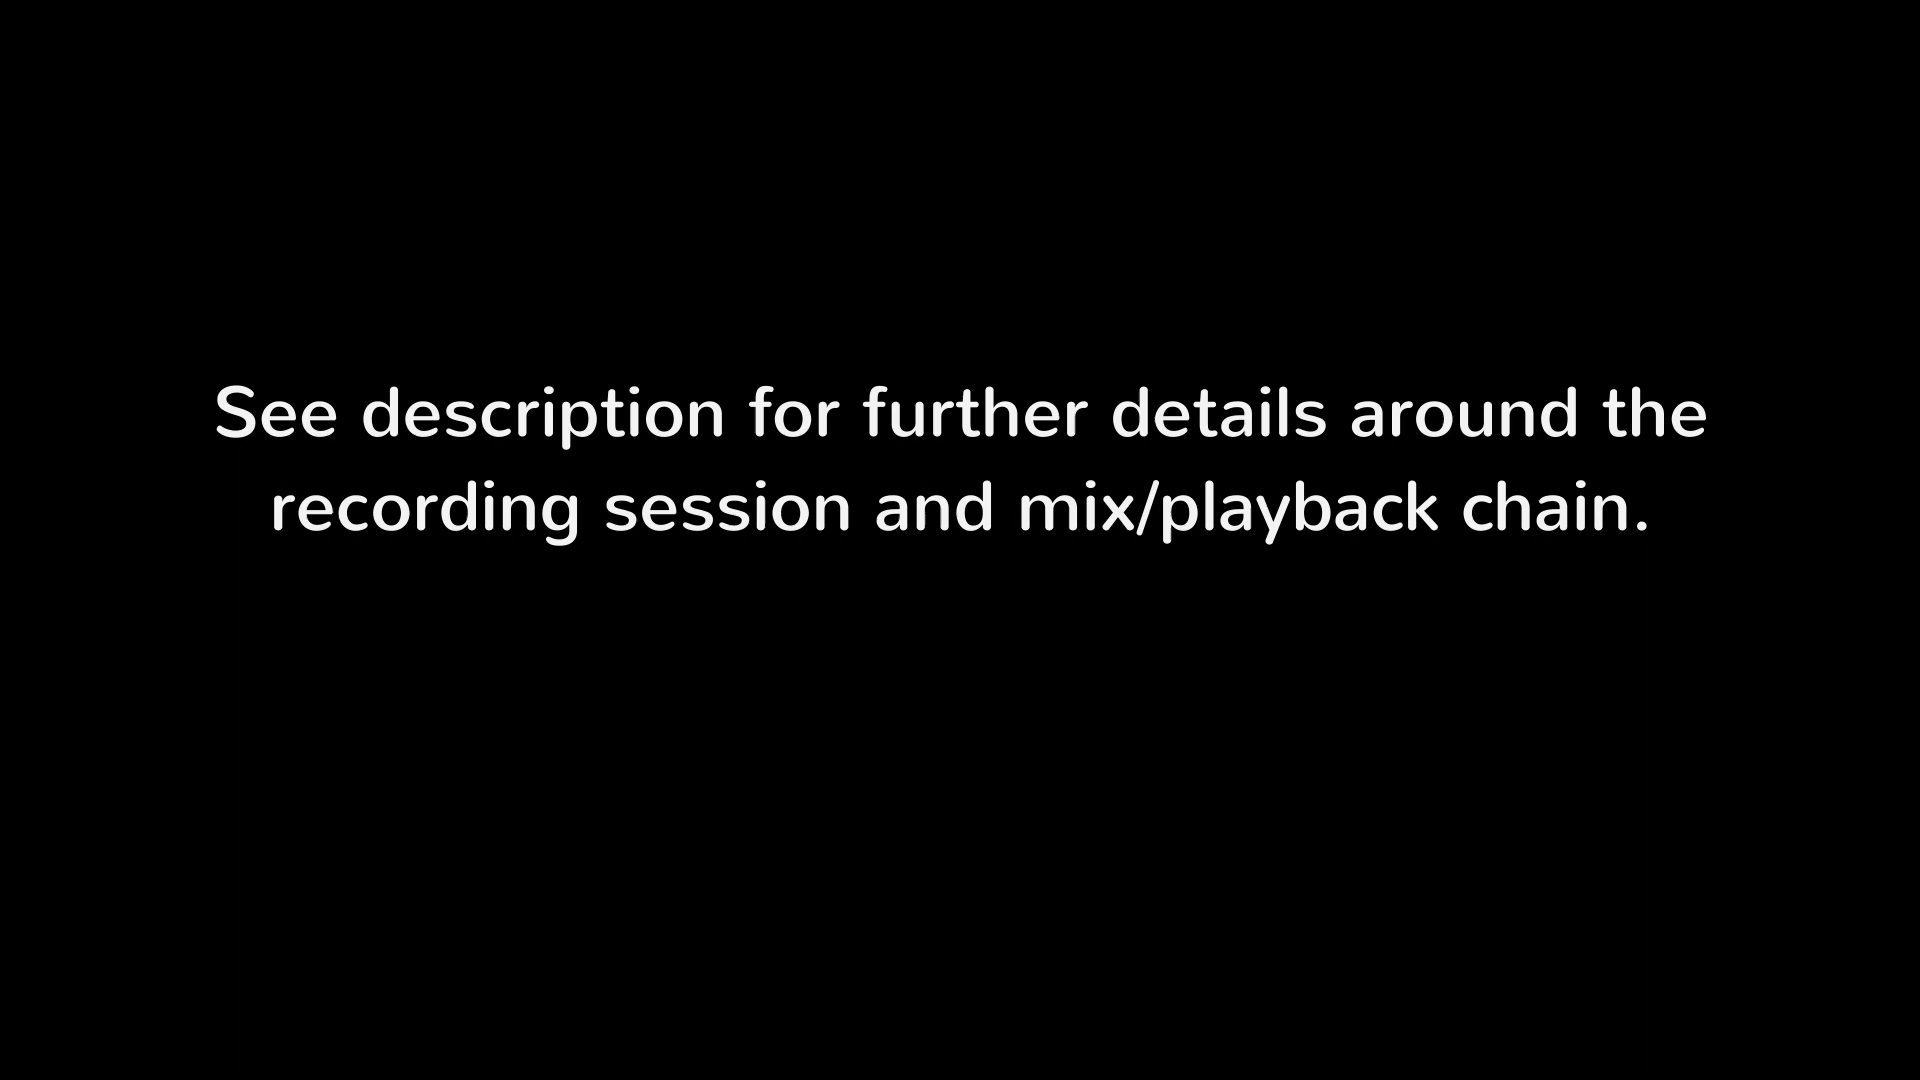 See description for further details around the
recording session and mix/playback chain.